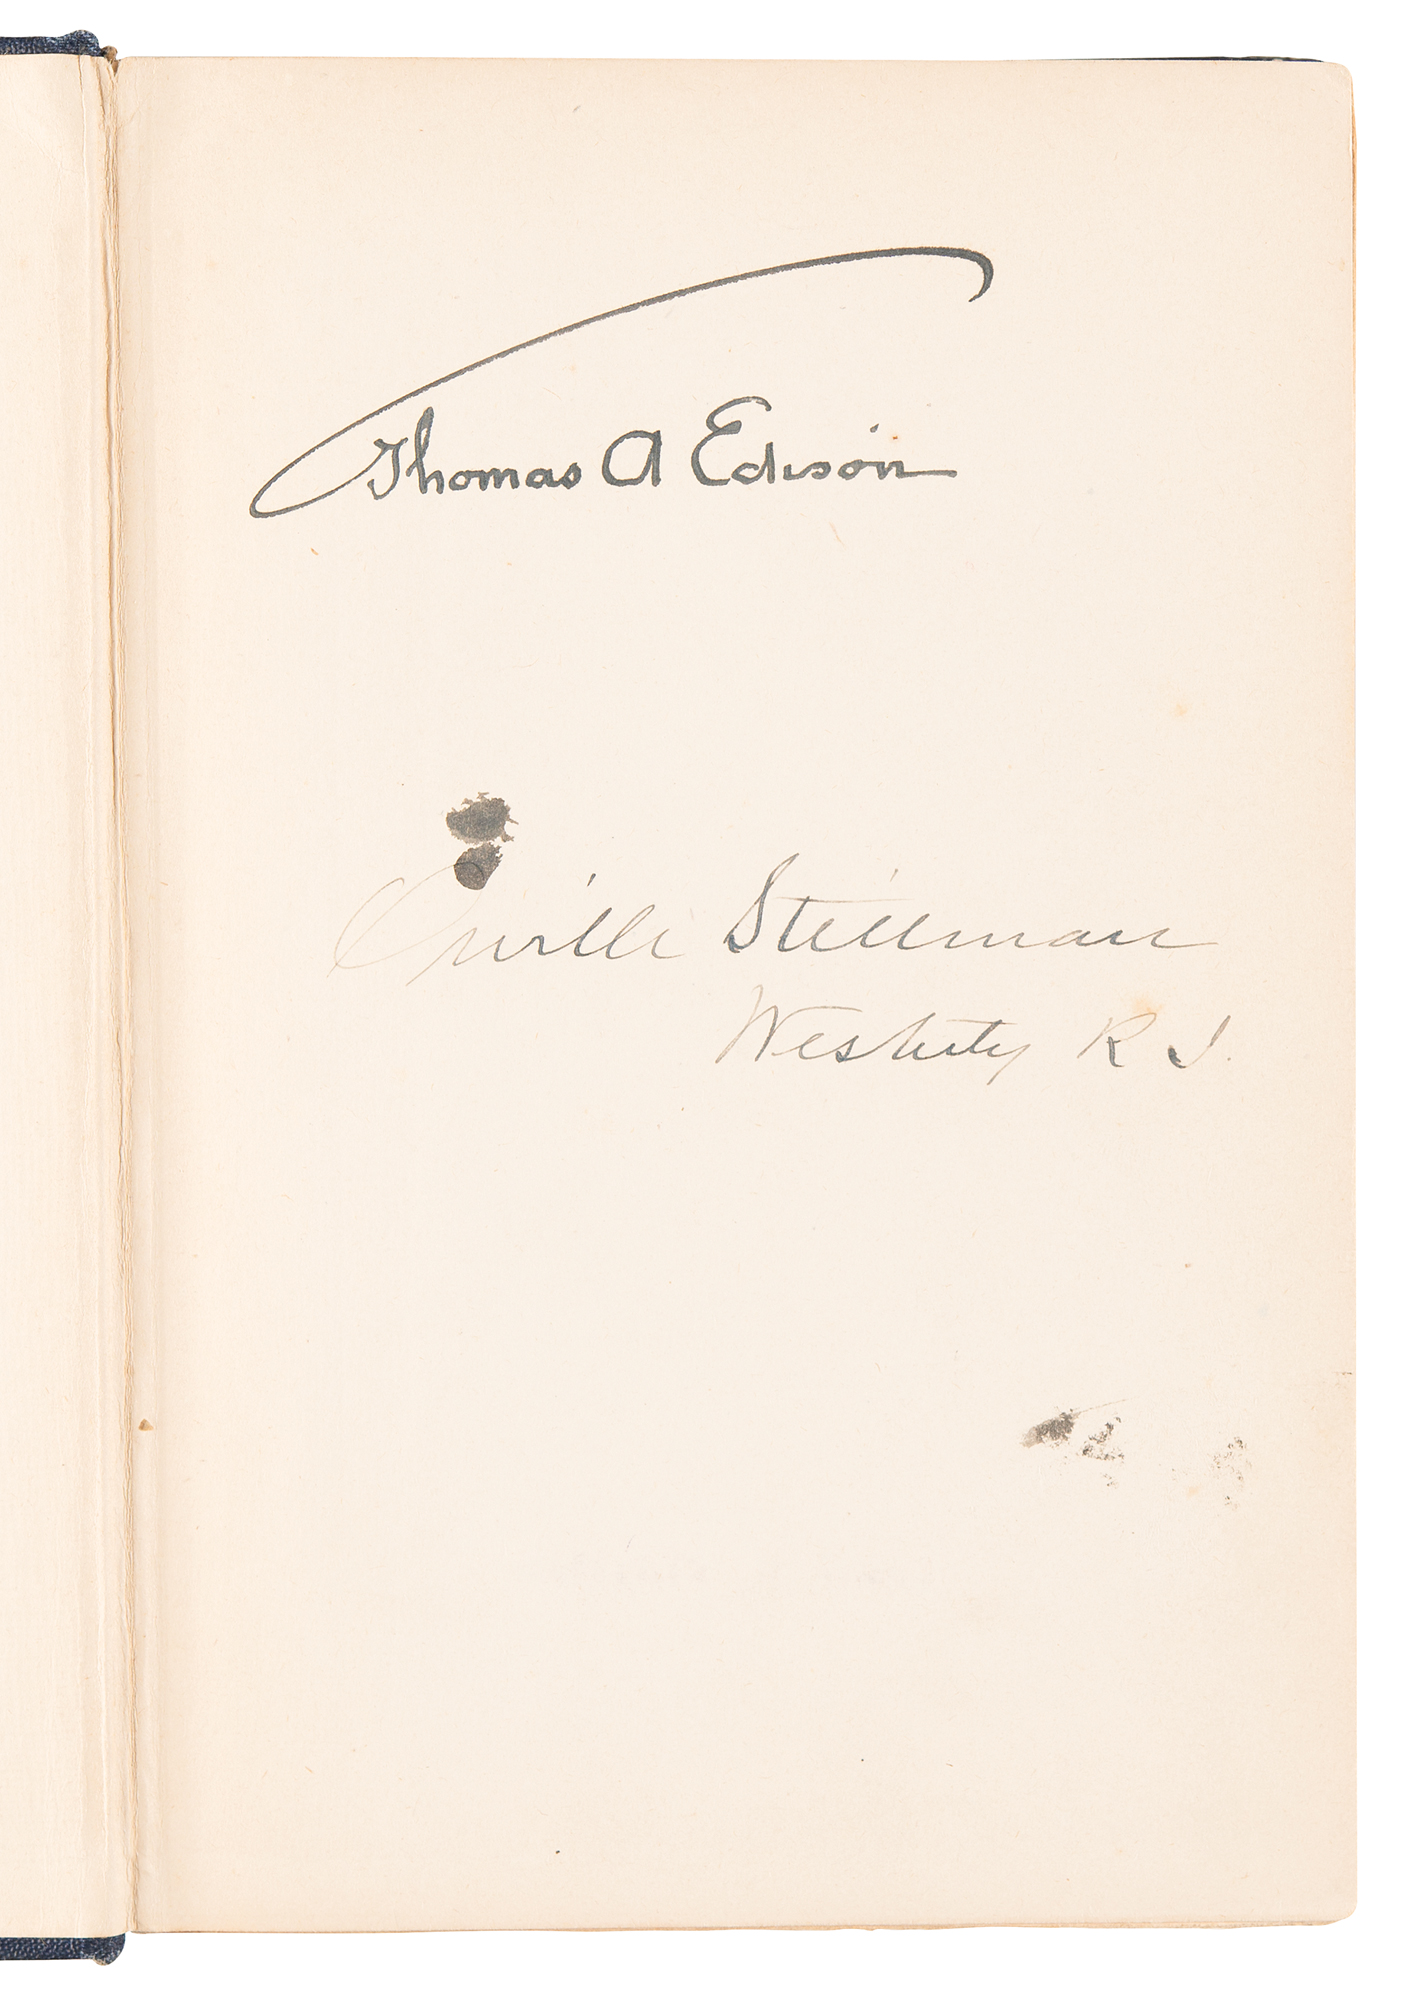 Thomas A Edison
Orville Stillman
Westerly R I.